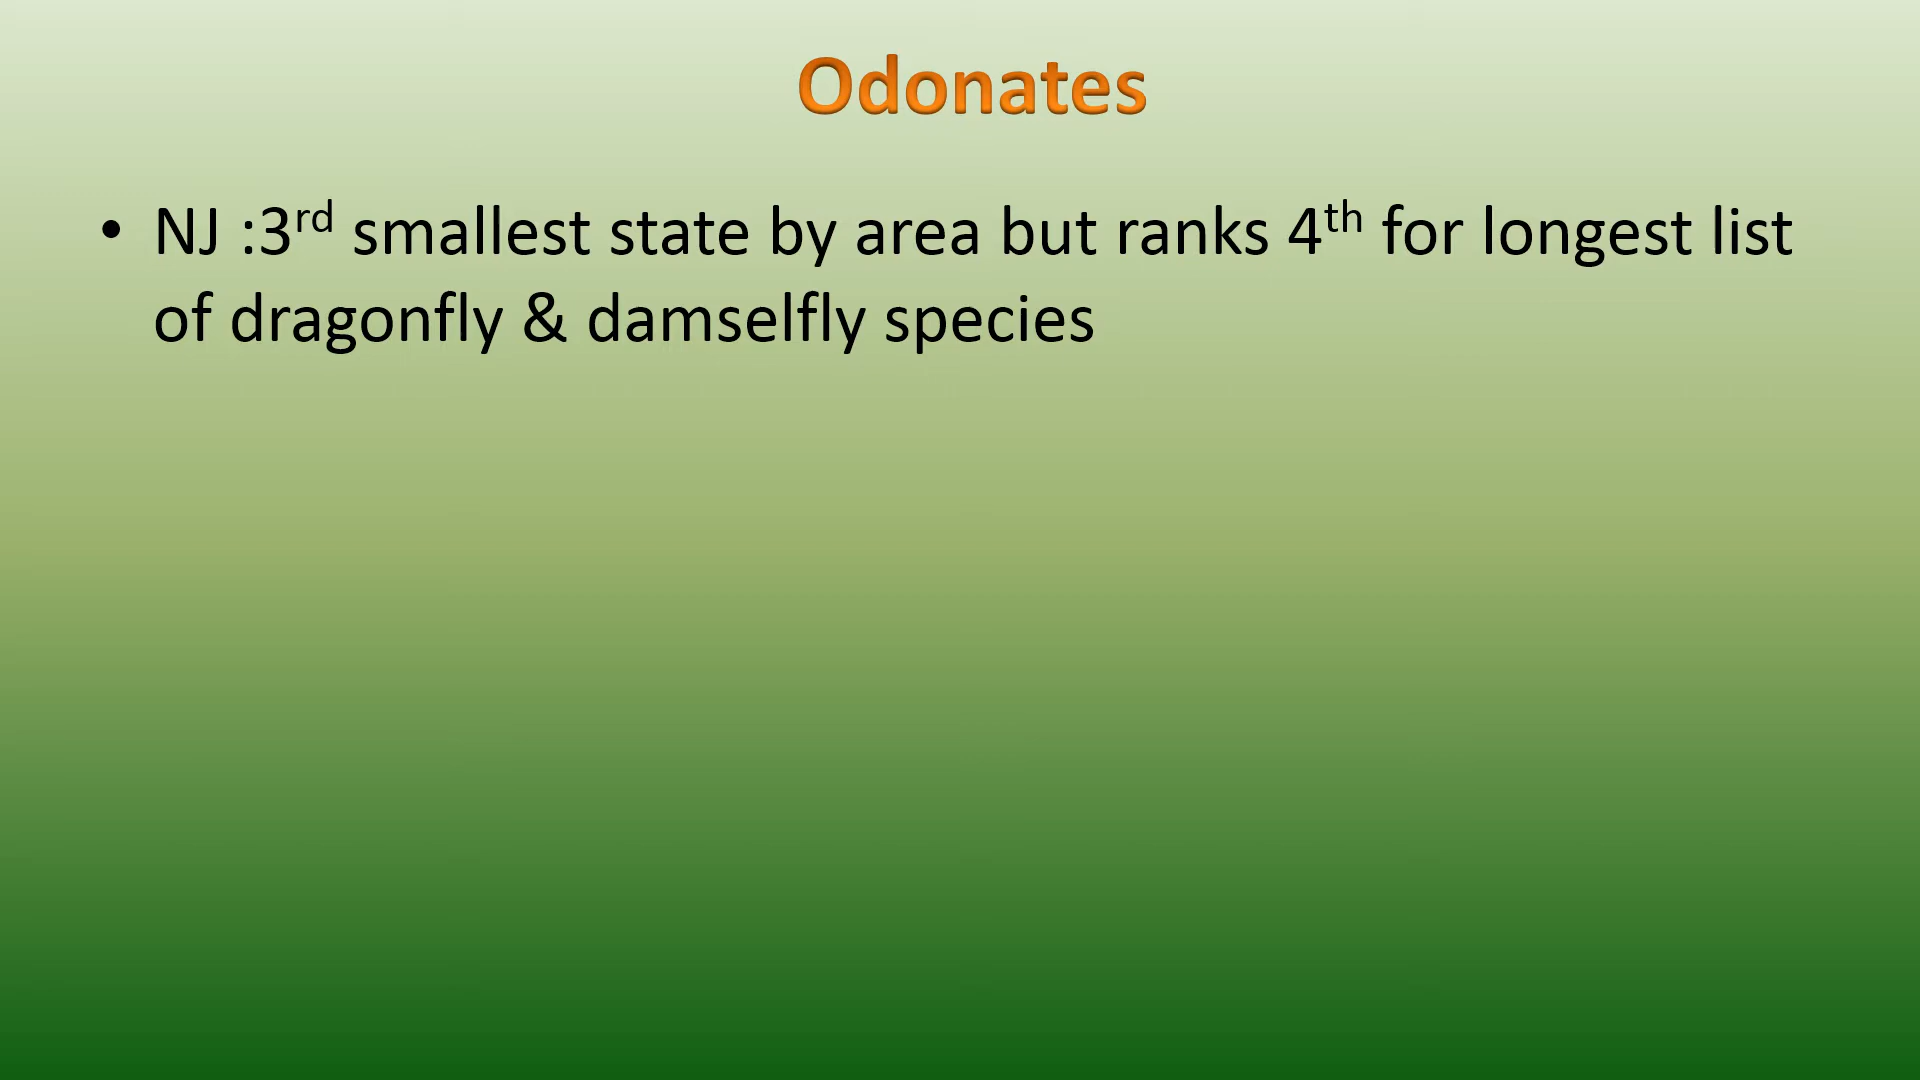 Odonates
• NJ :3rd smallest state by area but ranks 4th for longest list
of dragonfly & damselfly species